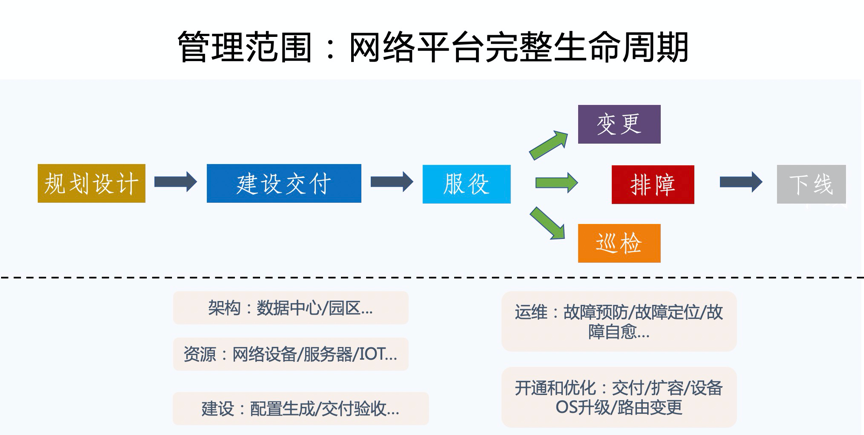 管理范围：网络平台完整生命周期
变更
规划设计
建设交付
服役
排障
下线
巡检
架构：数据中心/园区...
资源：网络设备/服务器/IOT...
建设：配置生成/交付验收...
运维：故障预防/故障定位/故
障自愈...
开通和优化：交付/扩容/设备
OS升级/路由变更